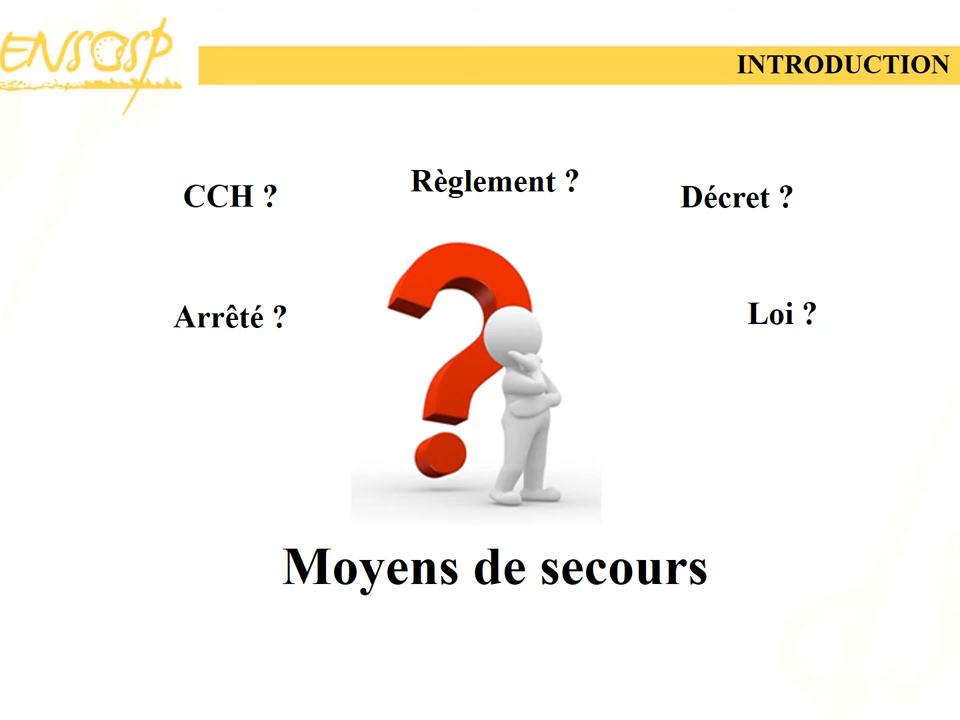 ENSOSP
INTRODUCTION
CCH ?
Règlement ?
Décret ?
Arrêté ?
Loi ?
Moyens de secours